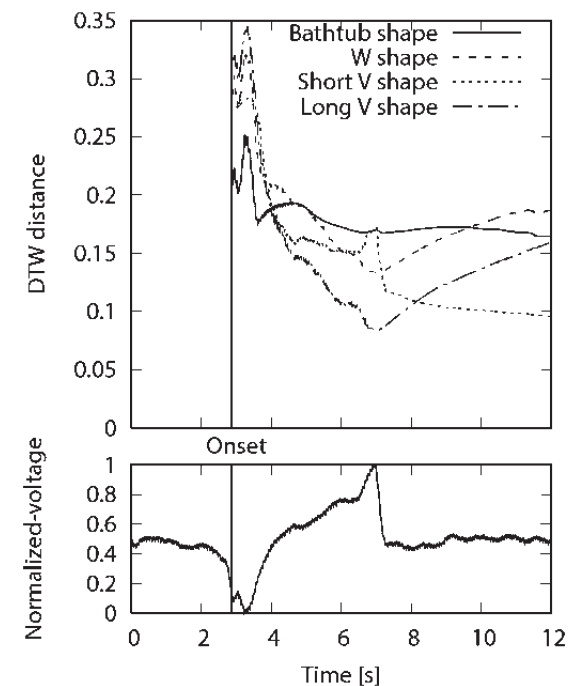 0.35
0.3
0.25
0.2
0.15
0.1
0.05
0
DTW distance
Bathtub shape
W shape
Short V shape
Long V shape
Onset
Normalized-voltage
1
0.8
0.6
0.4
0.2
0
0 2 4 6 8 10 12
Time [s]